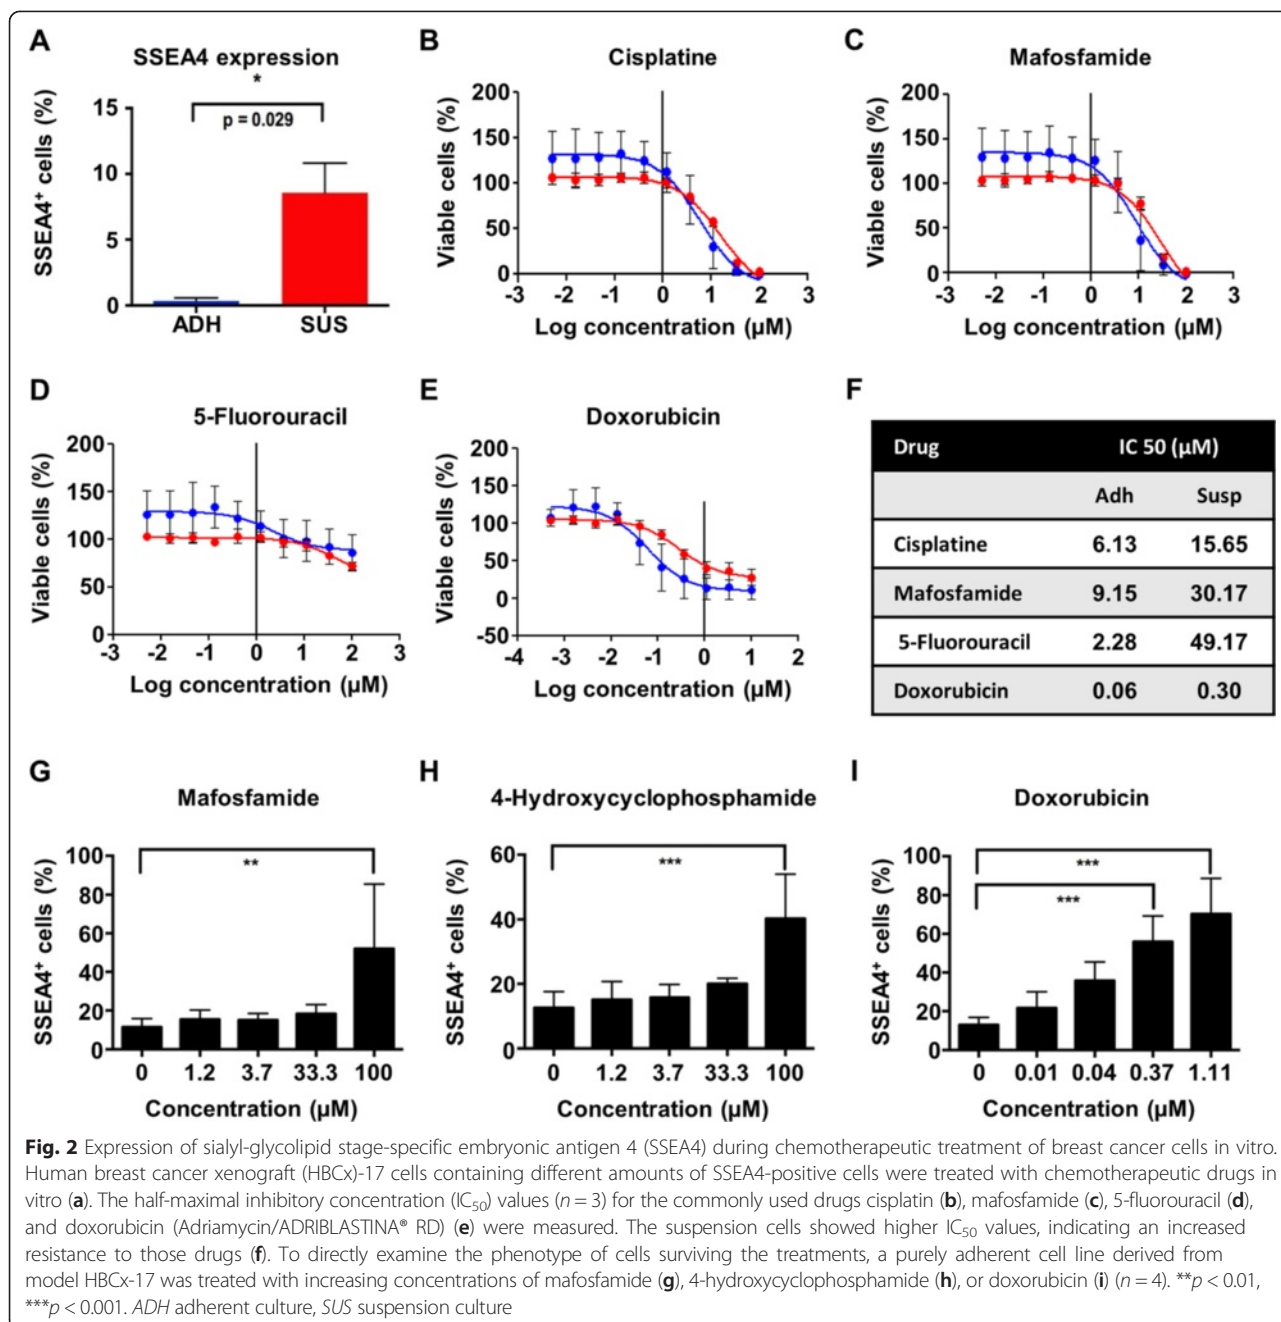 A
SSEA4 expression
*
p = 0.029
SSEA4+ cells (%)
15
10
5
0
ADH
SUS
B
Cisplatine
Viable cells (%)
200
150
100
50
0
-3 -2 -1 0 1 2 3
Log concentration (µM)
C
Mafosfamide
Viable cells (%)
200
150
100
50
0
-3 -2 -1 0 1 2 3
Log concentration (µM)
D
5-Fluorouracil
Viable cells (%)
200
150
100
50
0
-3 -2 -1 0 1 2 3
Log concentration (µM)
E
Doxorubicin
Viable cells (%)
200
150
100
50
0
-50
-4 -3 -2 -1 0 1 2
Log concentration (µM)
F
Drug IC 50 (µM)
Adh Susp
Cisplatine 6.13 15.65
Mafosfamide 9.15 30.17
5-Fluorouracil 2.28 49.17
Doxorubicin 0.06 0.30
G
Mafosfamide
**
SSEA4+ cells (%)
100
80
60
40
20
0
0 1.2 3.7 33.3 100
Concentration (µM)
H
4-Hydroxycyclophosphamide
***
SSEA4+ cells (%)
60
40
20
0
0 1.2 3.7 33.3 100
Concentration (µM)
I
Doxorubicin
***
***
SSEA4+ cells (%)
100
80
60
40
20
0
0 0.01 0.04 0.37 1.11
Concentration (µM)
Fig. 2 Expression of sialyl-glycolipid stage-specific embryonic antigen 4 (SSEA4) during chemotherapeutic treatment of breast cancer cells in vitro.
Human breast cancer xenograft (HBCx)-17 cells containing different amounts of SSEA4-positive cells were treated with chemotherapeutic drugs in
vitro (a). The half-maximal inhibitory concentration (IC50) values (n = 3) for the commonly used drugs cisplatin (b), mafosfamide (c), 5-fluorouracil (d),
and doxorubicin (Adriamycin/ADRIBLASTINA® RD) (e) were measured. The suspension cells showed higher IC50 values, indicating an increased
resistance to those drugs (f). To directly examine the phenotype of cells surviving the treatments, a purely adherent cell line derived from
model HBCx-17 was treated with increasing concentrations of mafosfamide (g), 4-hydroxycyclophosphamide (h), or doxorubicin (i) (n = 4). **p < 0.01,
***p < 0.001. ADH adherent culture, SUS suspension culture